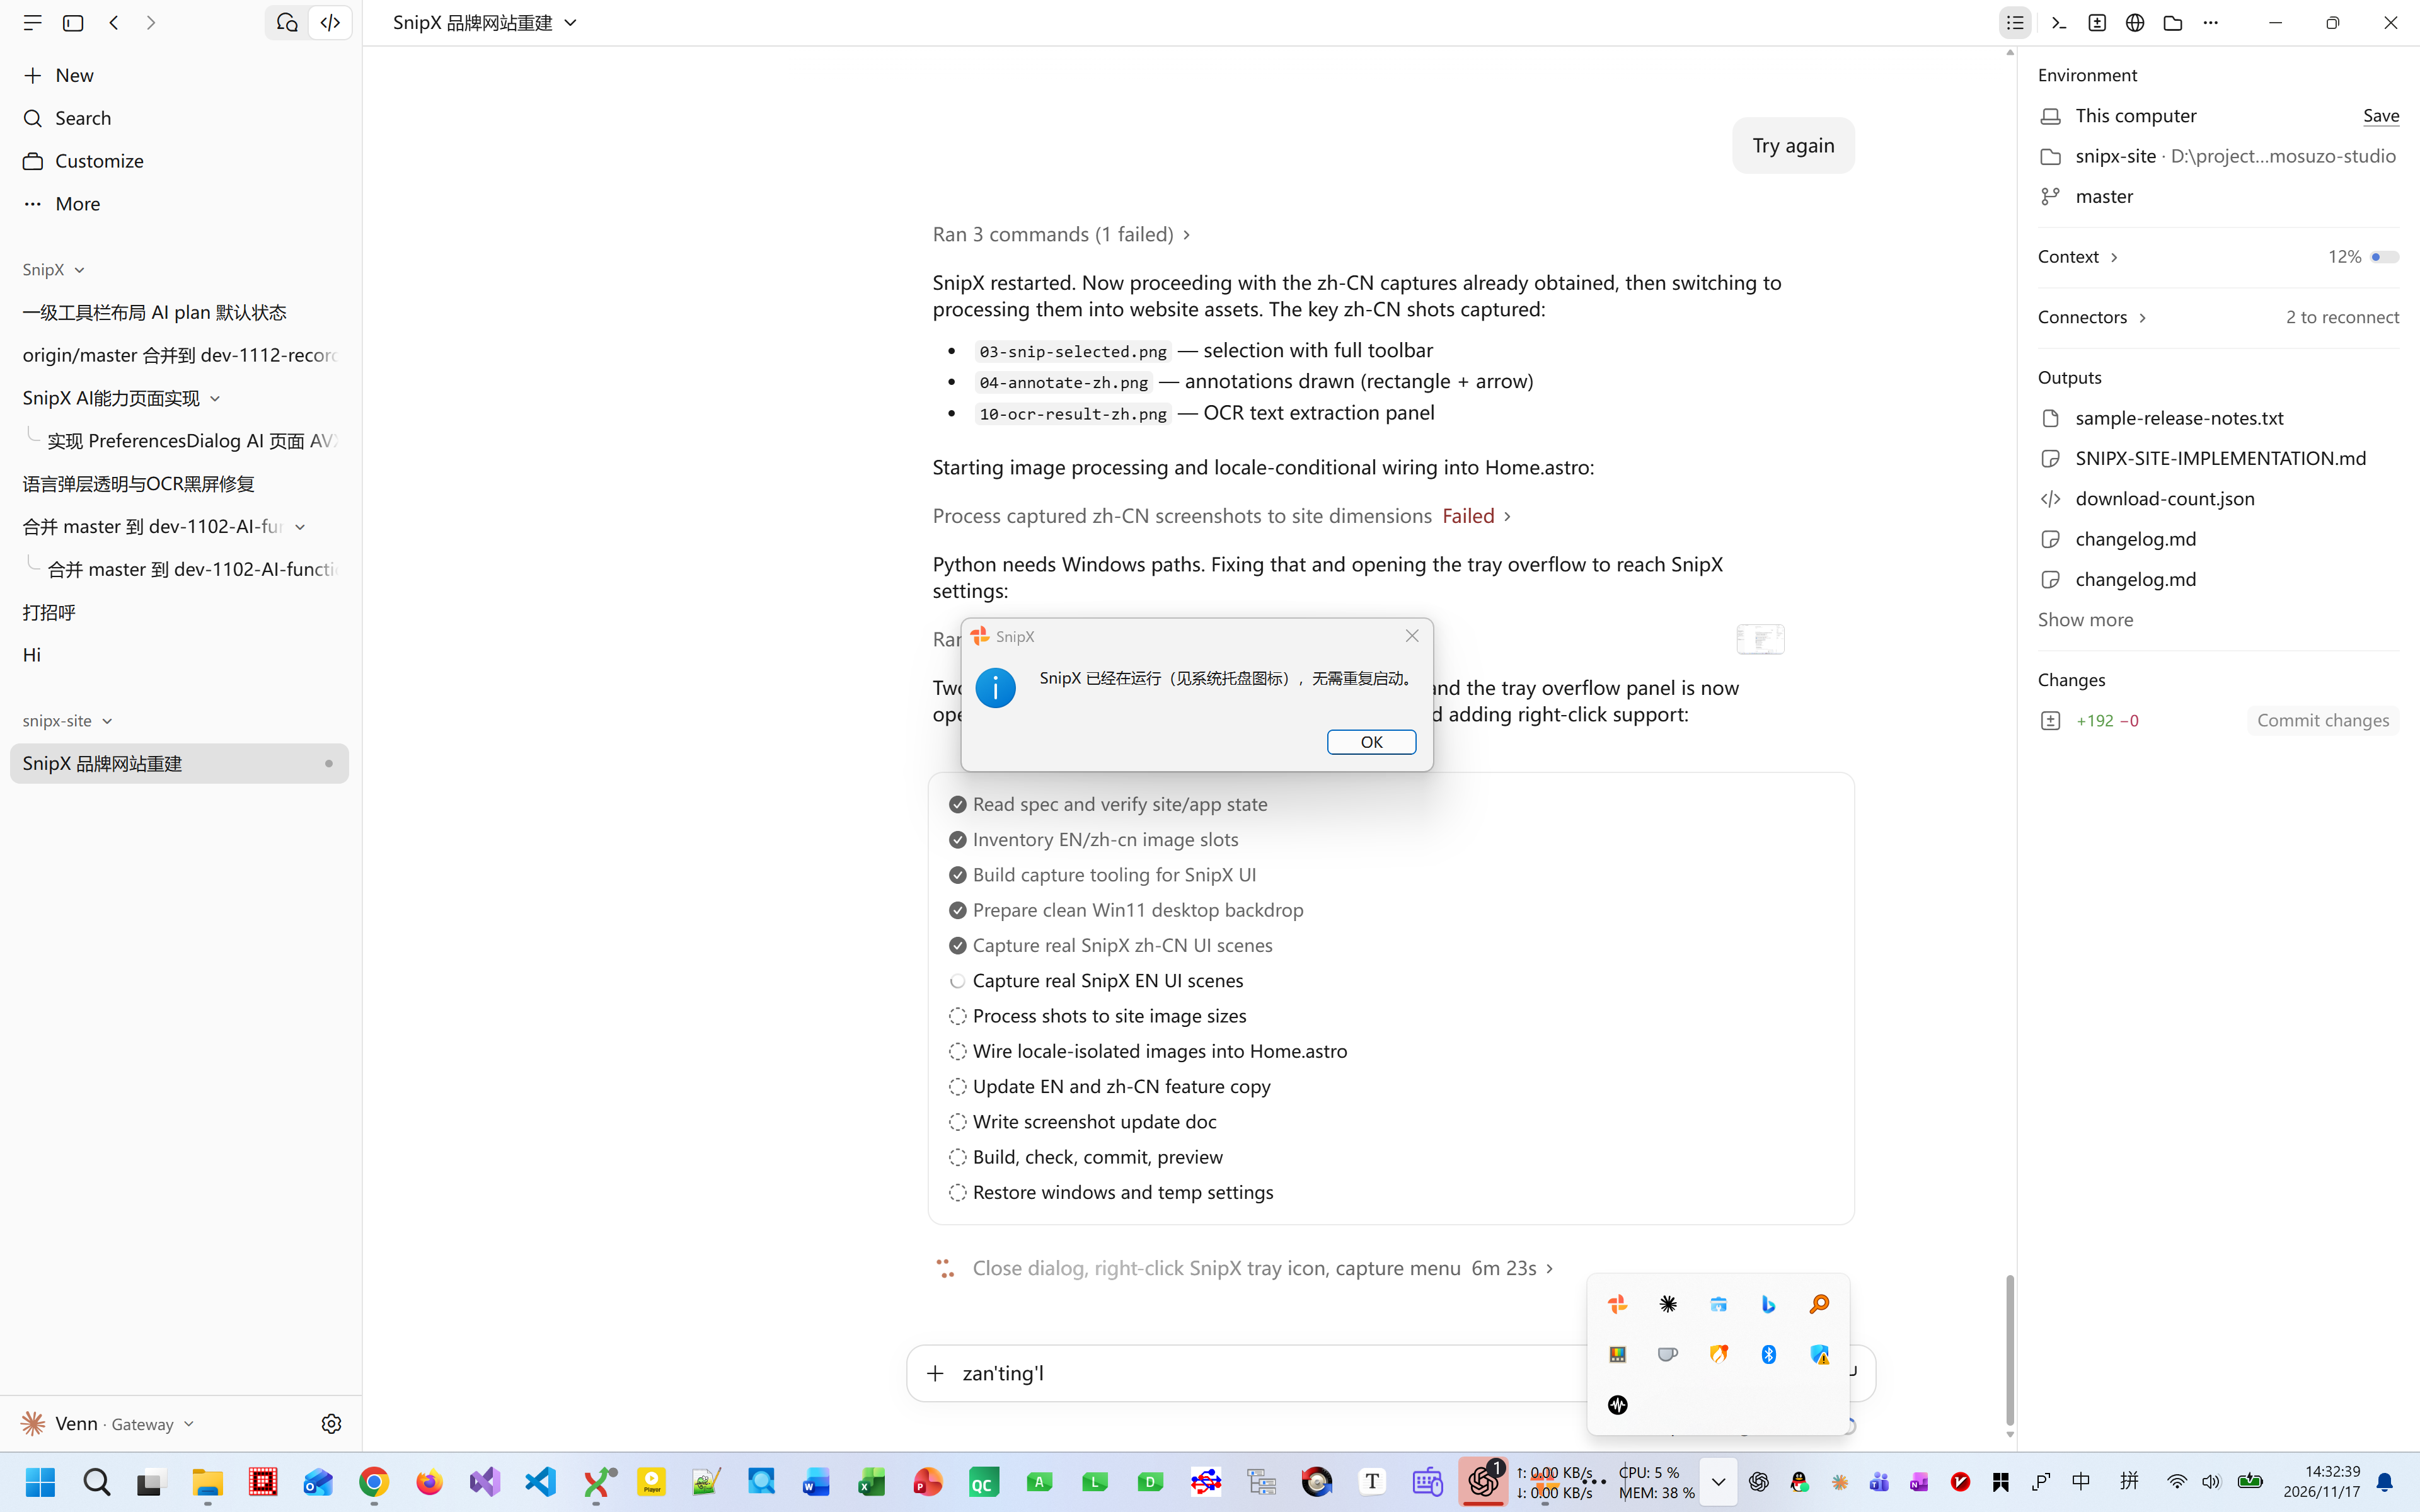 SnipX 品牌网站重建
New
Search
Customize
More
SnipX
一级工具栏布局 AI plan 默认状态
origin/master 合并到 dev-1112-recor
SnipX AI能力页面实现
实现 PreferencesDialog AI 页面 AV
语言弹层透明与OCR黑屏修复
合并 master 到 dev-1102-AI-fu
合并 master 到 dev-1102-AI-functi
打招呼
Hi
snipx-site
SnipX 品牌网站重建
Venn · Gateway
Try again
Ran 3 commands (1 failed)
SnipX restarted. Now proceeding with the zh-CN captures already obtained, then switching to
processing them into website assets. The key zh-CN shots captured:
• 03-snip-selected.png — selection with full toolbar
• 04-annotate-zh.png — annotations drawn (rectangle + arrow)
• 10-ocr-result-zh.png — OCR text extraction panel
Starting image processing and locale-conditional wiring into Home.astro:
Process captured zh-CN screenshots to site dimensions Failed
Python needs Windows paths. Fixing that and opening the tray overflow to reach SnipX
settings:
Ran
SnipX
SnipX 已经在运行（见系统托盘图标），无需重复启动。
OK
and the tray overflow panel is now
adding right-click support:
Read spec and verify site/app state
Inventory EN/zh-cn image slots
Build capture tooling for SnipX UI
Prepare clean Win11 desktop backdrop
Capture real SnipX zh-CN UI scenes
Capture real SnipX EN UI scenes
Process shots to site image sizes
Wire locale-isolated images into Home.astro
Update EN and zh-CN feature copy
Write screenshot update doc
Build, check, commit, preview
Restore windows and temp settings
Close dialog, right-click SnipX tray icon, capture menu 6m 23s
zan'ting'l
Environment
This computer Save
snipx-site · D:\project...mosuzo-studio
master
Context 12%
Connectors 2 to reconnect
Outputs
sample-release-notes.txt
SNIPX-SITE-IMPLEMENTATION.md
download-count.json
changelog.md
changelog.md
Show more
Changes
+192 −0 Commit changes
Player
QC
A
L
D
T
1
↑: 0.00 KB/s
↓: 0.00 KB/s
CPU: 5 %
MEM: 38 %
中
拼
14:32:39
2026/11/17